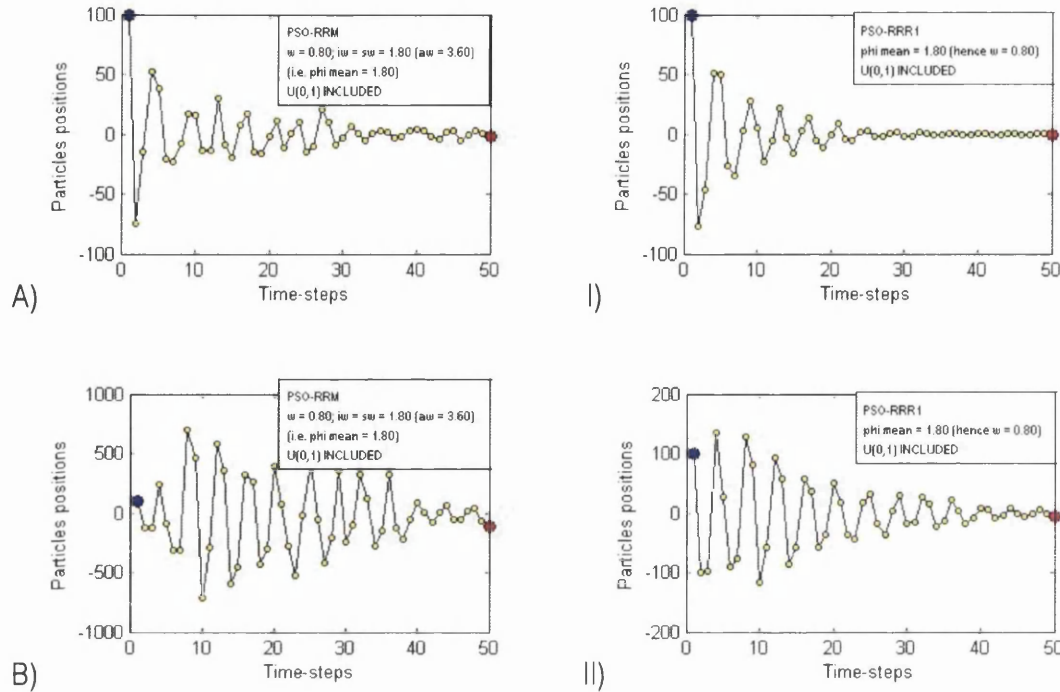 100
50
0
-50
-100
Particles positions
PSO-RRM
w = 0.80; iw = sw = 1.80 (aw = 3.60)
(i.e. phi mean = 1.80)
U(0,1) INCLUDED
0 10 20 30 40 50
Time-steps
A)
100
50
0
-50
-100
Particles positions
PSO-RRR1
phi mean = 1.80 (hence w = 0.80)
U(0,1) INCLUDED
0 10 20 30 40 50
Time-steps
I)
1000
500
0
-500
-1000
Particles positions
PSO-RRM
w = 0.80; iw = sw = 1.80 (aw = 3.60)
(i.e. phi mean = 1.80)
U(0,1) INCLUDED
0 10 20 30 40 50
Time-steps
B)
200
100
0
-100
-200
Particles positions
PSO-RRR1
phi mean = 1.80 (hence w = 0.80)
U(0,1) INCLUDED
0 10 20 30 40 50
Time-steps
II)